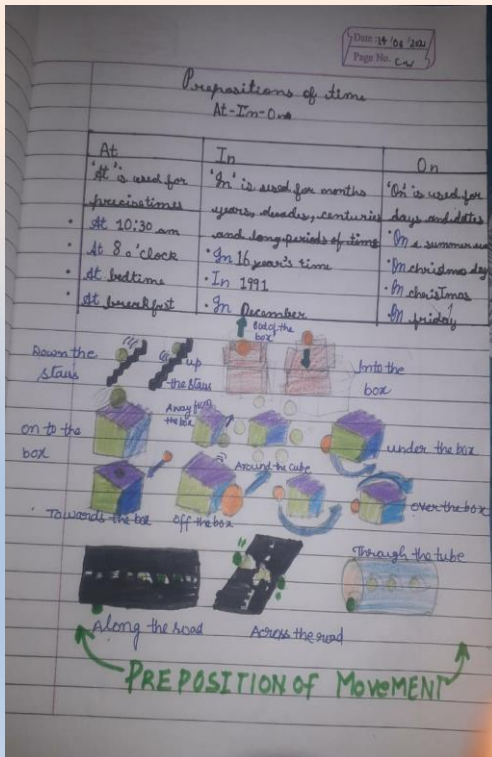 Date :14/06/2021
Page No. CW
Prepositions of time
At-In-On
At
In
On
'At' is used for
precise times
• At 10:30 am
• At 8 o'clock
• At bedtime
• At breakfast
'In' is used for months
years, decades, centuries
and long periods of time
• In 16 year's time
• In 1991
• In December
'On' is used for
days and dates
On a summer
On christmas day
On christmas
On friday
Down the
stairs
up
the stairs
out of the
box
Into the
box
on to the
box
Away from
the box
under the box
Around the cube
Towards the box
off the box
over the box
Through the tube
Along the road
Across the road
PREPOSITION OF MOVEMENT